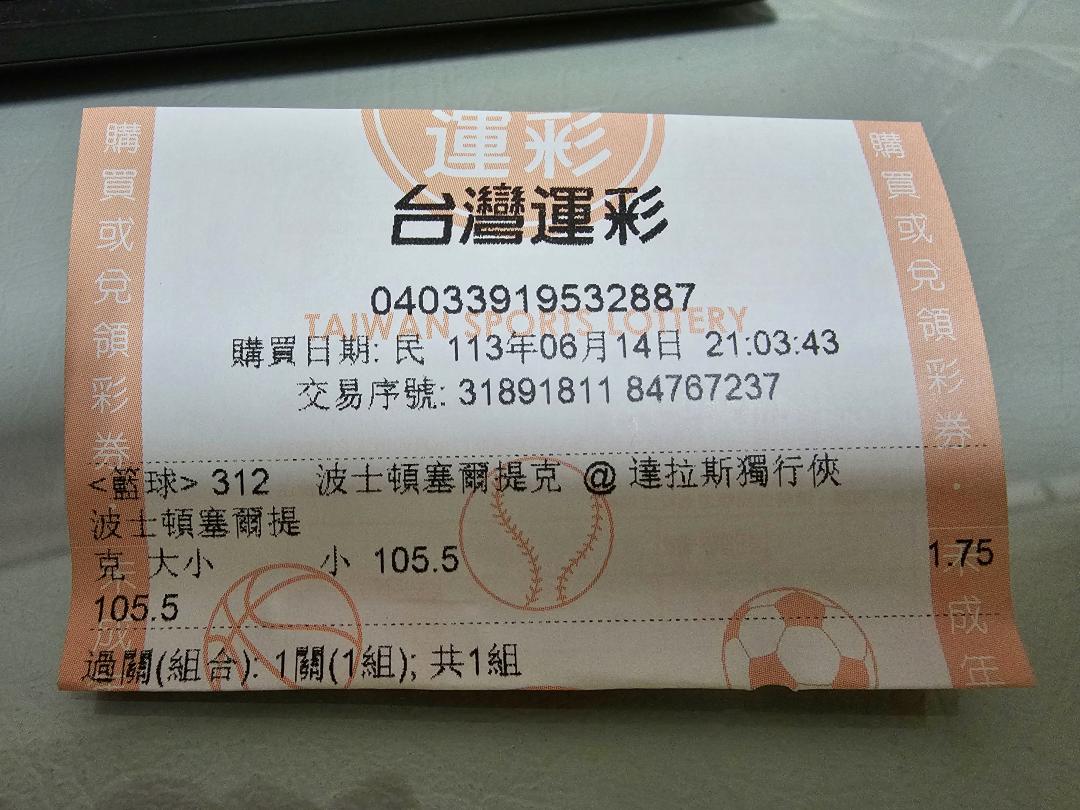 運彩
台灣運彩
04033919532887
TAIWAN SPORTS LOTTERY
購買日期: 民 113年06月14日 21:03:43
交易序號: 31891811 84767237
<籃球> 312 波士頓塞爾提克 @ 達拉斯獨行俠
波士頓塞爾提
克 大小 小 105.5 1.75
105.5
過關(組合): 1關(1組); 共1組
購買或兌領彩券
購買或兌領彩券．未成年